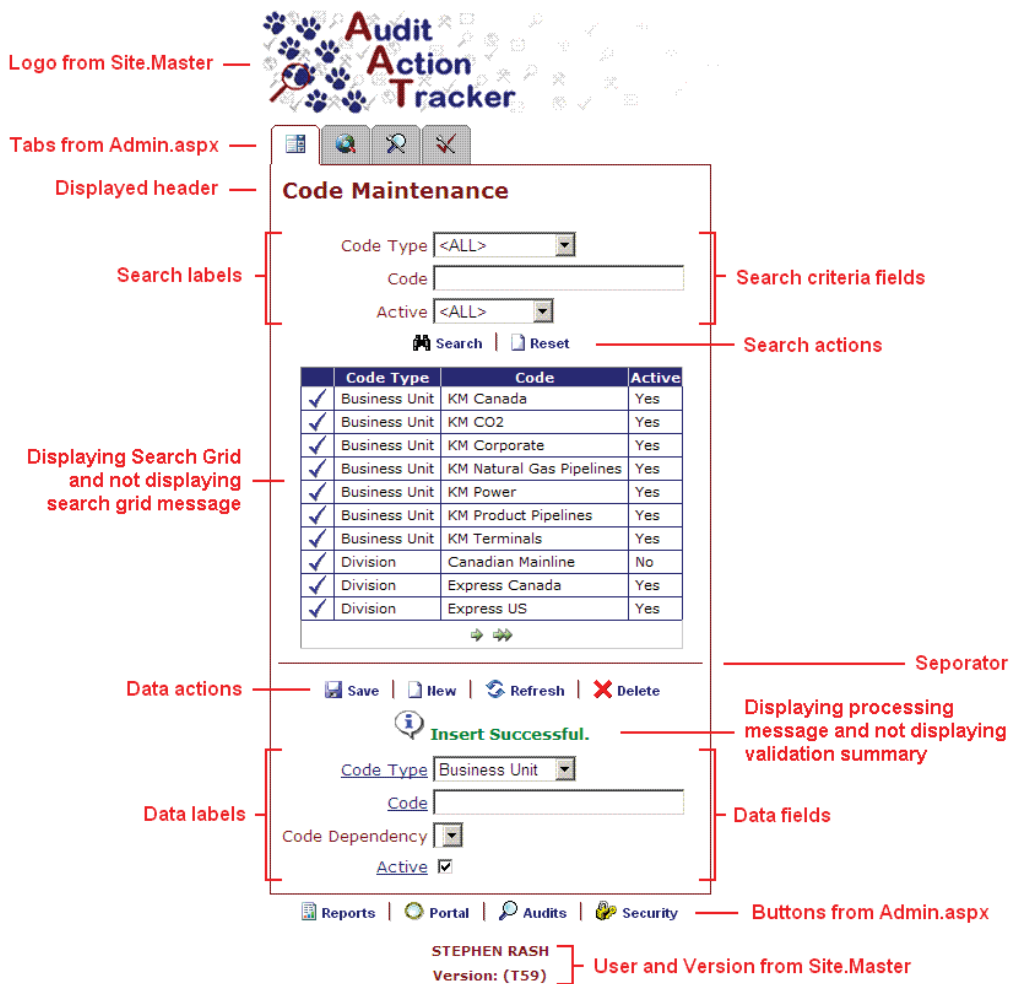 Audit
Action
Tracker
Logo from Site.Master
Tabs from Admin.aspx
Displayed header
Code Maintenance
Search labels
Code Type <ALL>
Code
Active <ALL>
Search criteria fields
Search | Reset
Search actions
Code Type Code Active
Business Unit KM Canada Yes
Business Unit KM CO2 Yes
Business Unit KM Corporate Yes
Business Unit KM Natural Gas Pipelines Yes
Business Unit KM Power Yes
Business Unit KM Product Pipelines Yes
Business Unit KM Terminals Yes
Division Canadian Mainline No
Division Express Canada Yes
Division Express US Yes
Displaying Search Grid
and not displaying
search grid message
Seporator
Data actions
Save | New | Refresh | Delete
Insert Successful.
Displaying processing
message and not displaying
validation summary
Data labels
Code Type Business Unit
Code
Code Dependency
Active
Data fields
Reports | Portal | Audits | Security
Buttons from Admin.aspx
STEPHEN RASH
Version: (T59)
User and Version from Site.Master